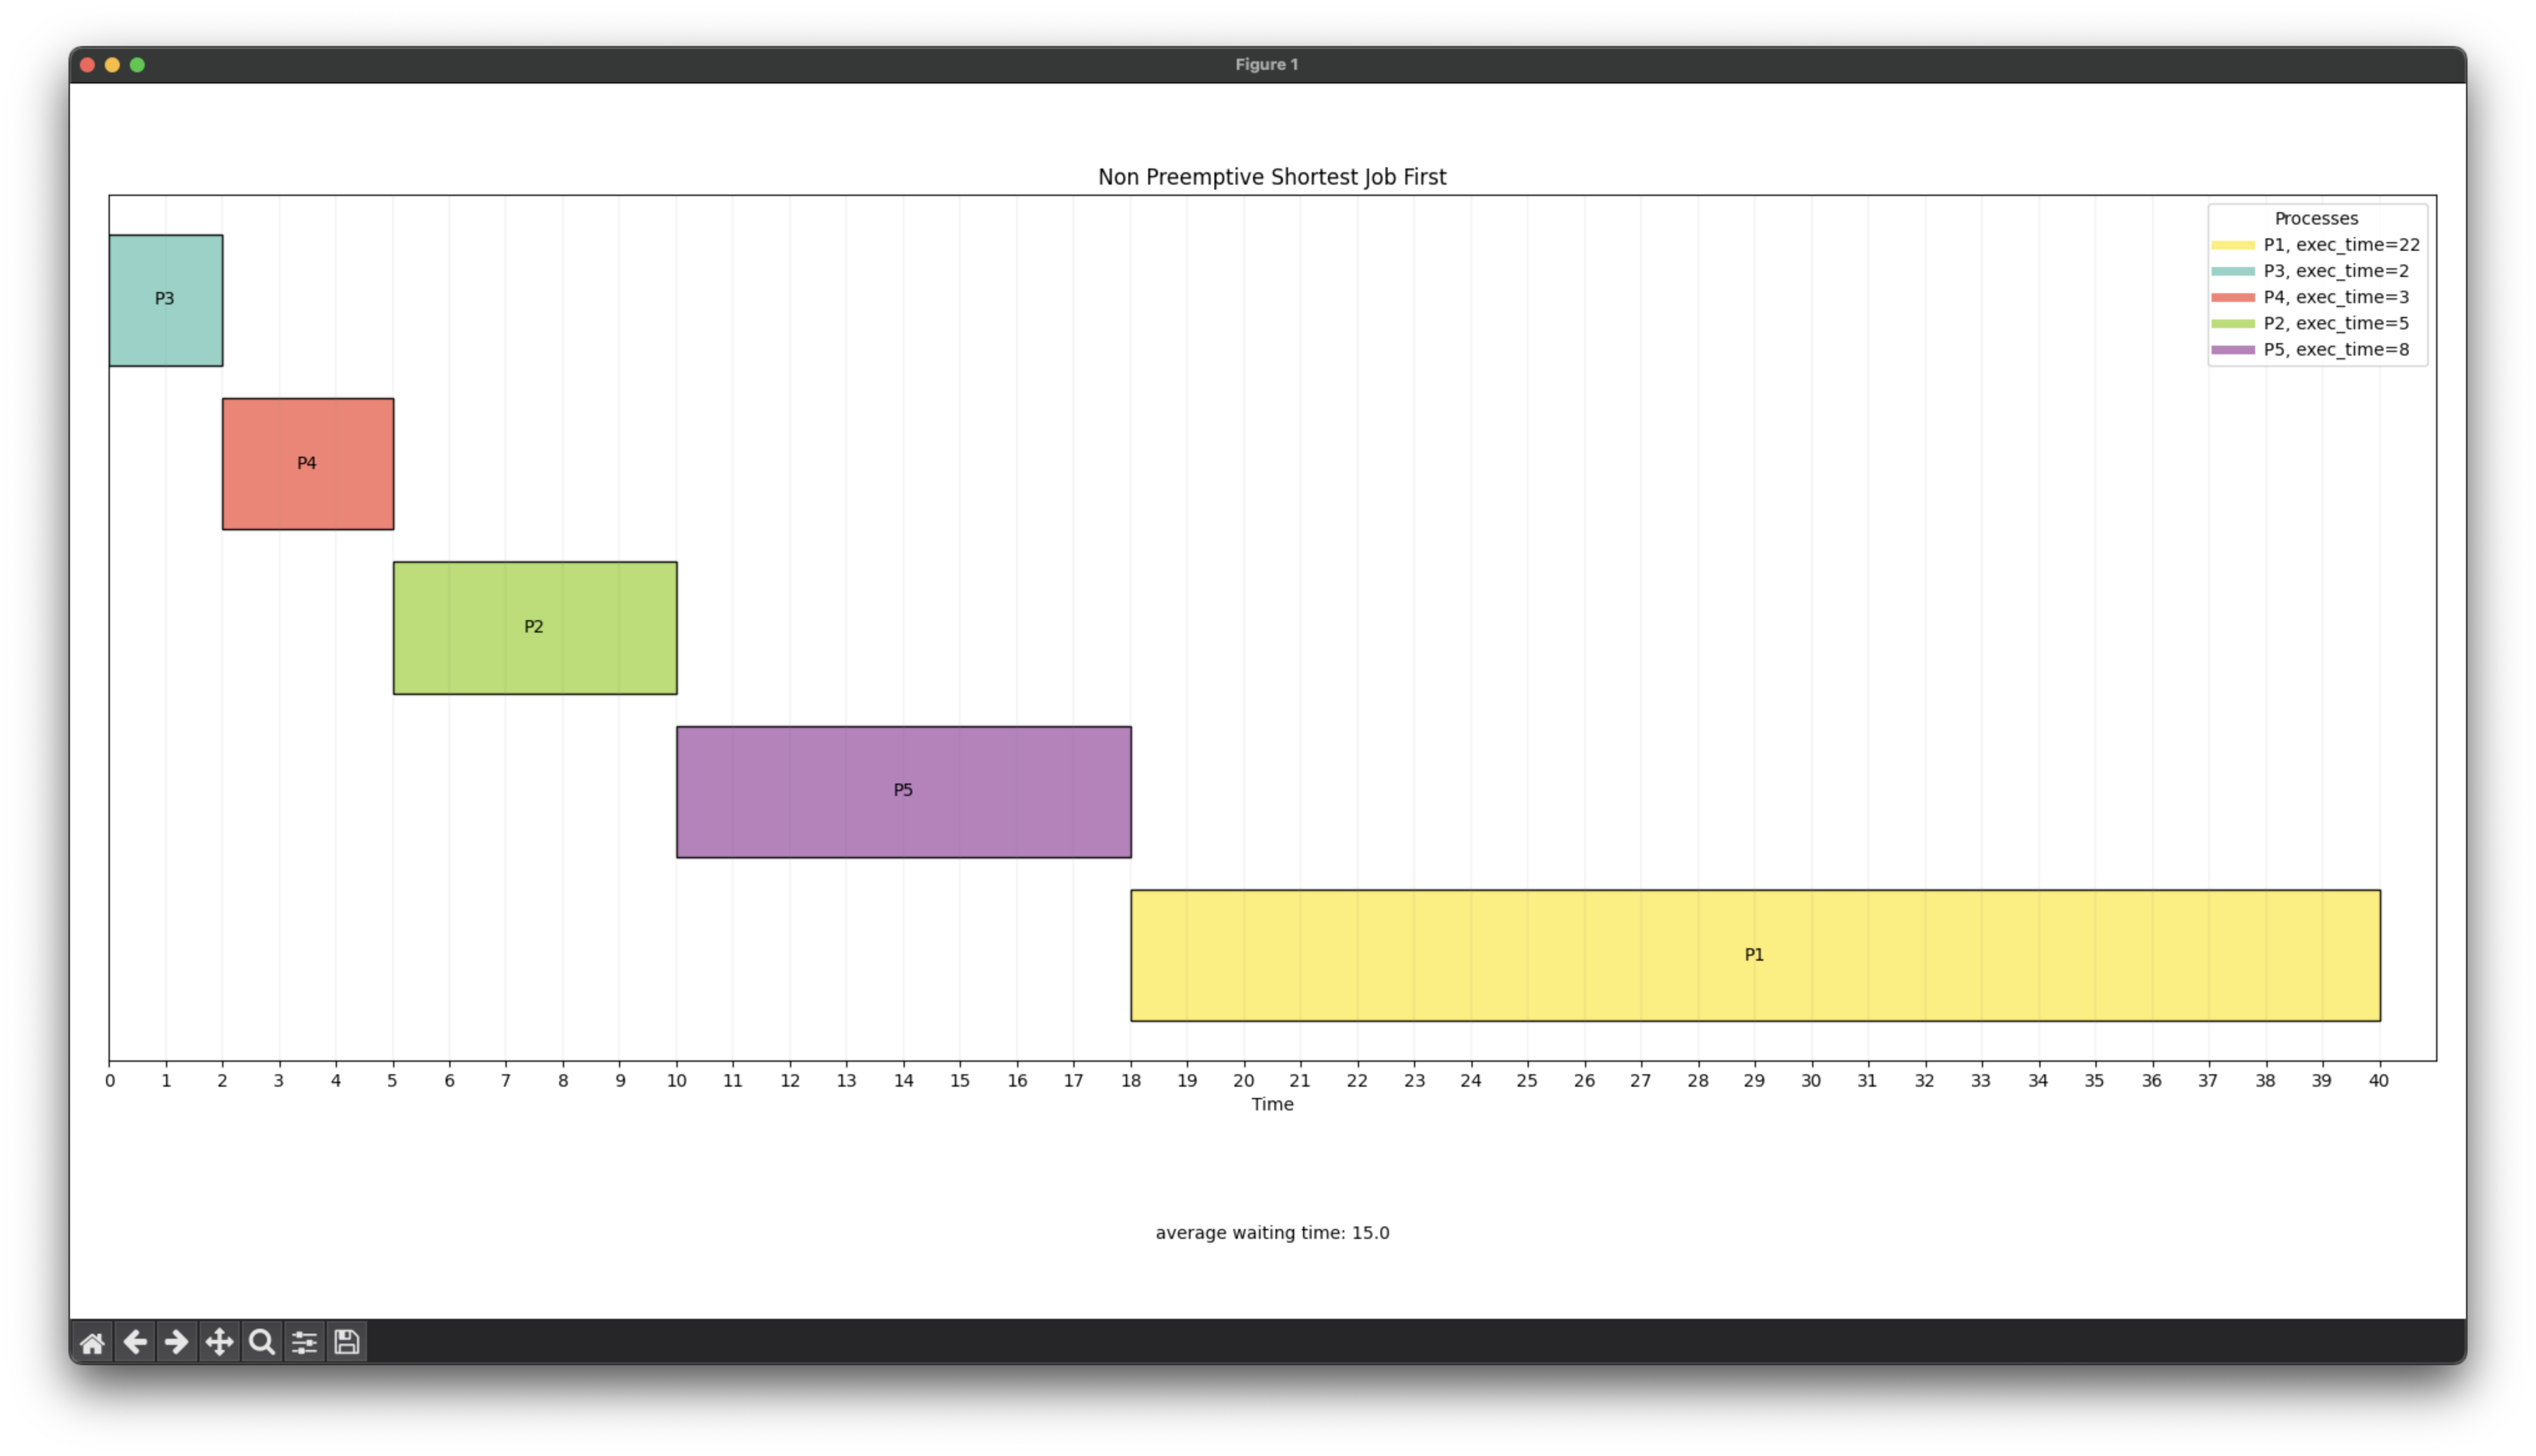 Figure 1
Non Preemptive Shortest Job First
Processes
P1, exec_time=22
P3, exec_time=2
P4, exec_time=3
P2, exec_time=5
P5, exec_time=8
P3
P4
P2
P5
P1
0 1 2 3 4 5 6 7 8 9 10 11 12 13 14 15 16 17 18 19 20 21 22 23 24 25 26 27 28 29 30 31 32 33 34 35 36 37 38 39 40
Time
average waiting time: 15.0